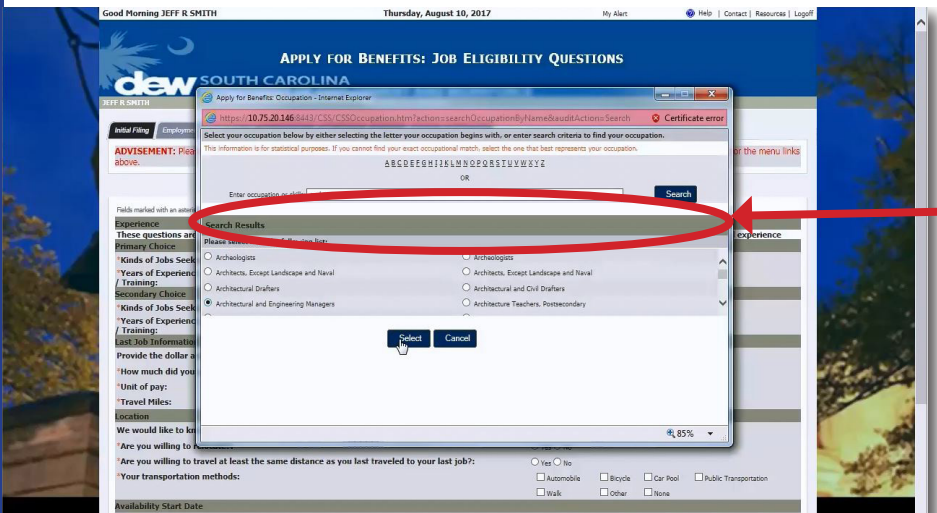 Good Morning JEFF R SMITH Thursday, August 10, 2017 My Alert Help | Contact | Resources | Logoff
APPLY FOR BENEFITS: JOB ELIGIBILITY QUESTIONS
dew SOUTH CAROLINA
JEFF R SMITH
Apply for Benefits: Occupation - Internet Explorer
https://10.75.20.146:8443/CSS/CSSOccupation.htm?action=searchOccupationByName&auditAction=Search Certificate error
Initial Filing
Select your occupation below by either selecting the letter your occupation begins with, or enter search criteria to find your occupation.
ADVISEMENT: or the menu links
above.
This information is for statistical purposes. If you cannot find your exact occupational match, select the one that best represents your occupation.
A B C D E F G H I J K L M N O P Q R S T U V W X Y Z
OR
Enter occupation or Search
Fields marked with an
Search Results
Experience
These questions are experience
Please select
Primary Choice
Archeologists Archeologists
*Kinds of Jobs
Architects, Except Landscape and Naval Architects, Except Landscape and Naval
*Years of
/ Training:
Architectural Drafters Architectural and Civil Drafters
Secondary Choice
*Kinds of Jobs
Architectural and Engineering Managers Architecture Teachers, Postsecondary
*Years of
/ Training:
Select Cancel
Last Job
Provide the dollar
*How much did you
*Unit of pay:
*Travel Miles:
Location
We would like to
85%
*Are you willing to
*Are you willing to travel at least the same distance as you last traveled to your last job?: Yes No
*Your transportation methods: Automobile Bicycle Car Pool Public Transportation
Walk Other None
Availability Start Date